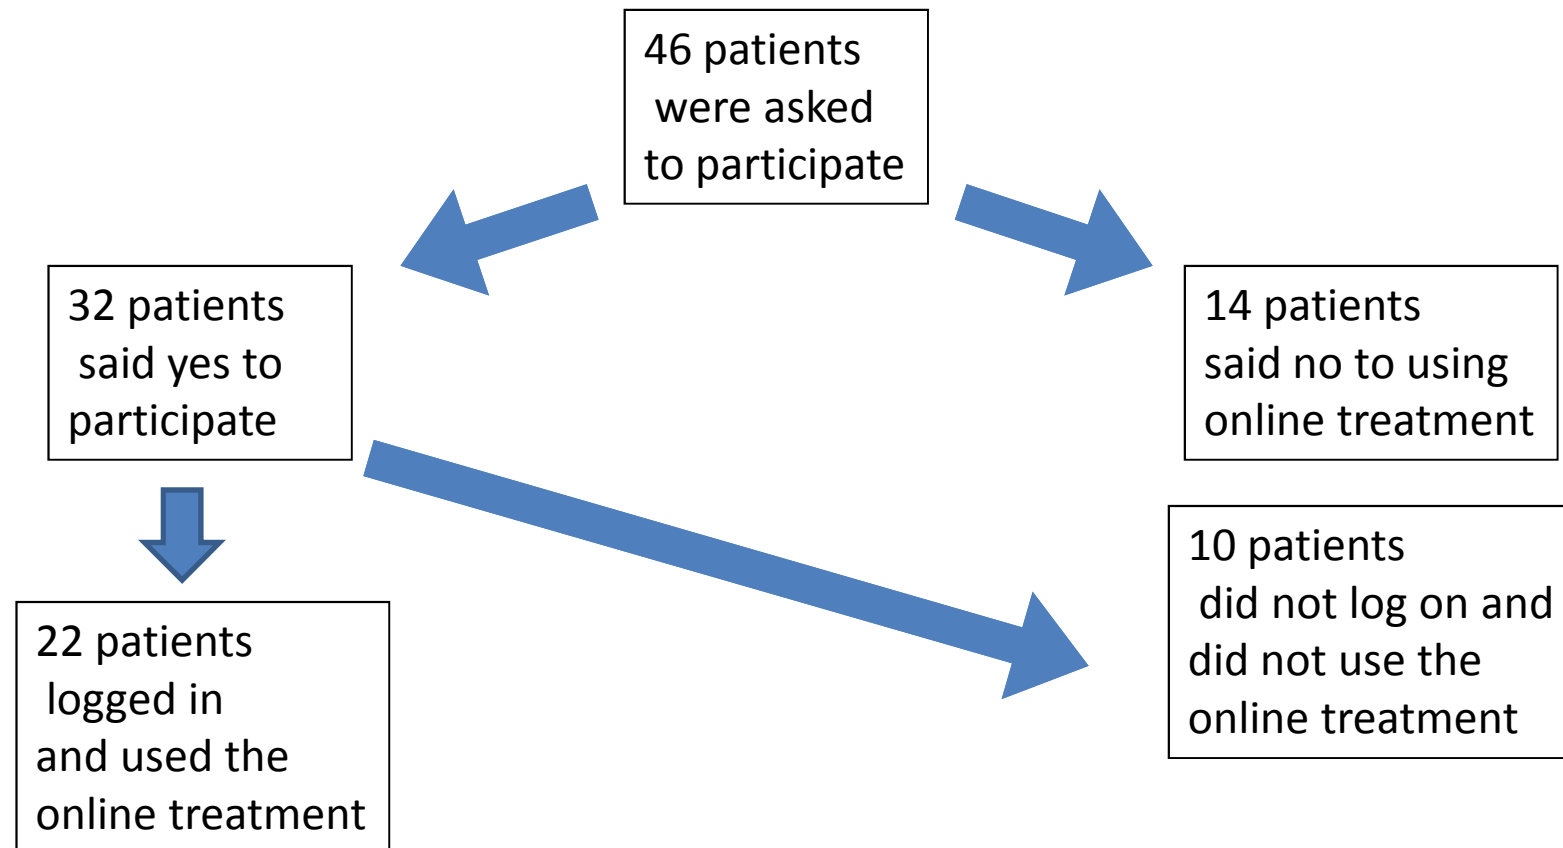 46 patients
were asked
to participate
32 patients
said yes to
participate
14 patients
said no to using
online treatment
10 patients
did not log on and
did not use the
online treatment
22 patients
logged in
and used the
online treatment